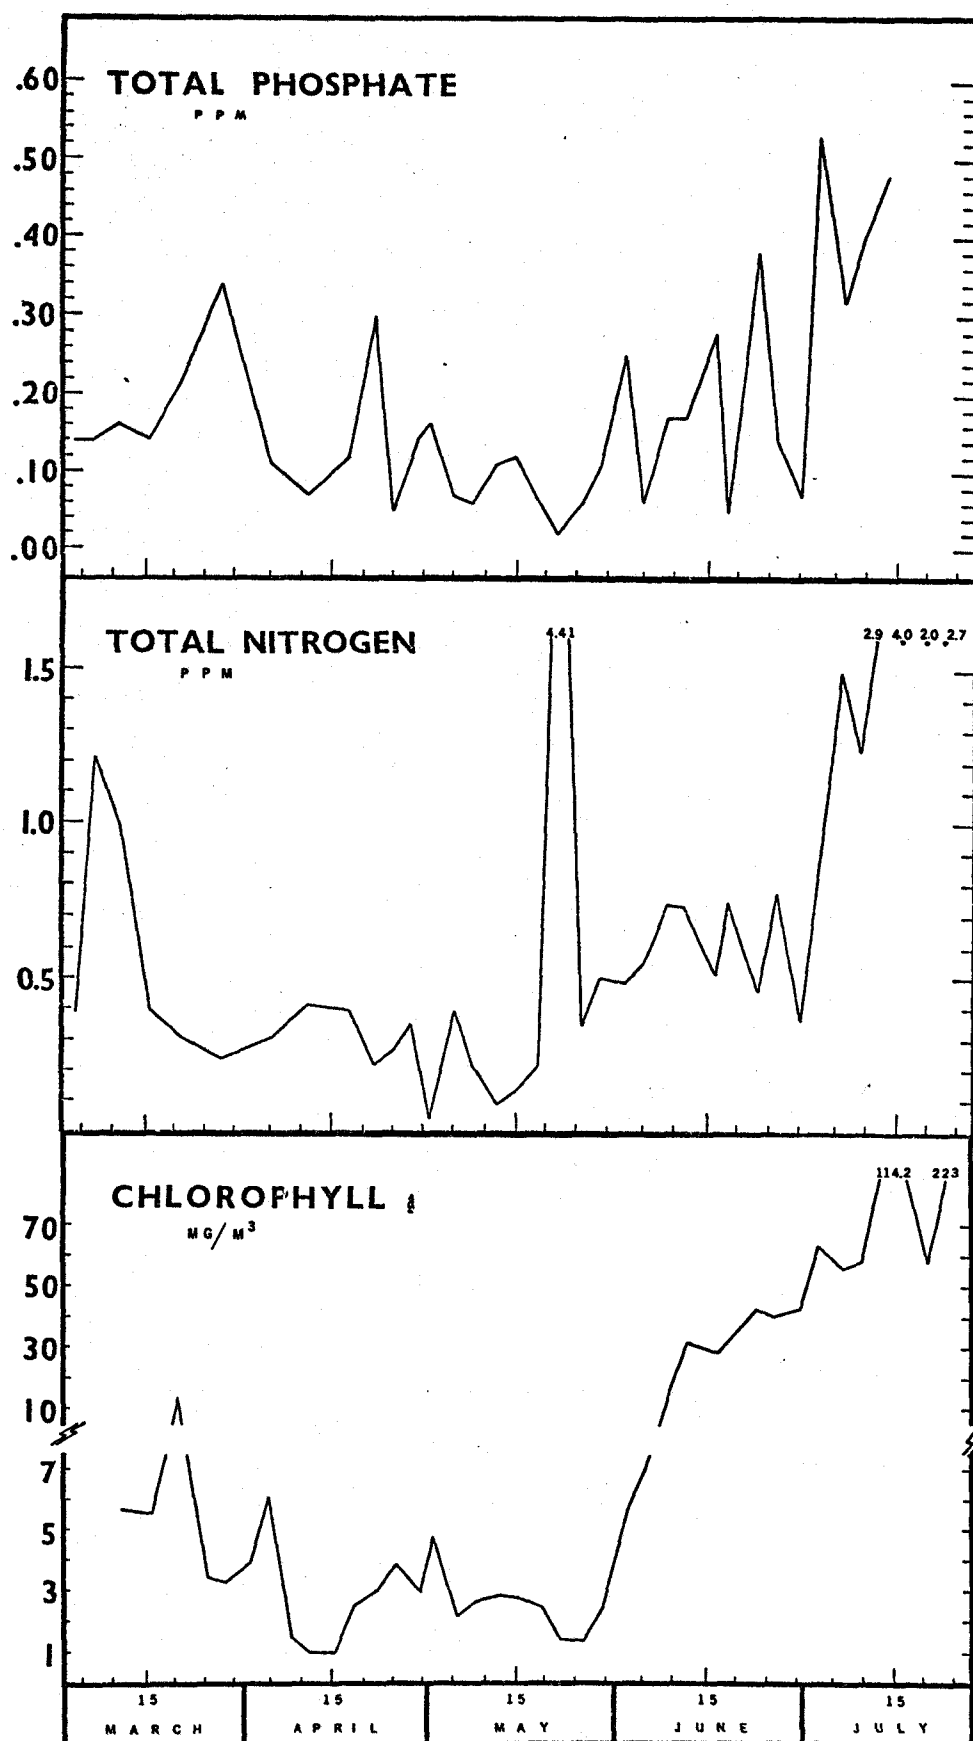 TOTAL PHOSPHATE
PPM
.60
.50
.40
.30
.20
.10
.00
TOTAL NITROGEN
PPM
4.41
2.9 4.0 2.0 2.7
1.5
1.0
0.5
CHLOROPHYLL a
MG/M³
114.2 223
70
50
30
10
7
5
3
1
15 15 15 15 15
MARCH APRIL MAY JUNE JULY